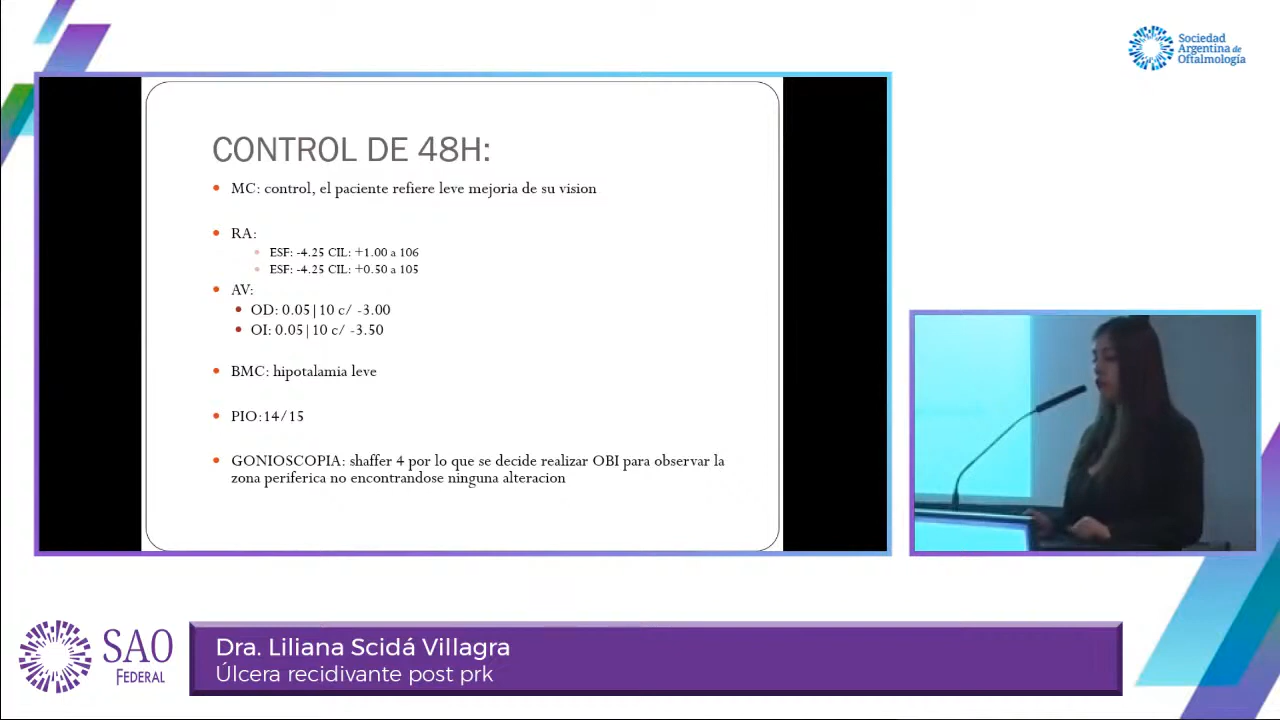 Sociedad
Argentina de
Oftalmología
CONTROL DE 48H:
MC: control, el paciente refiere leve mejoria de su vision
RA:
ESF: -4.25 CIL: +1.00 a 106
ESF: -4.25 CIL: +0.50 a 105
AV:
OD: 0.05|10 c/ -3.00
OI: 0.05|10 c/ -3.50
BMC: hipotalamia leve
PIO:14/15
GONIOSCOPIA: shaffer 4 por lo que se decide realizar OBI para observar la
zona periferica no encontrandose ninguna alteracion
SAO
FEDERAL
Dra. Liliana Scidá Villagra
Úlcera recidivante post prk